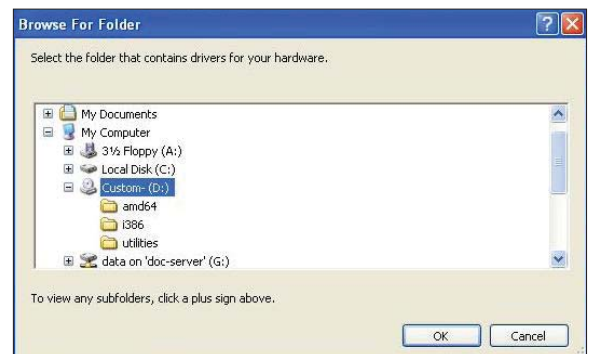 Browse For Folder
Select the folder that contains drivers for your hardware.
My Documents
My Computer
3½ Floppy (A:)
Local Disk (C:)
Custom- (D:)
amd64
i386
utilities
data on 'doc-server' (G:)
To view any subfolders, click a plus sign above.
OK Cancel